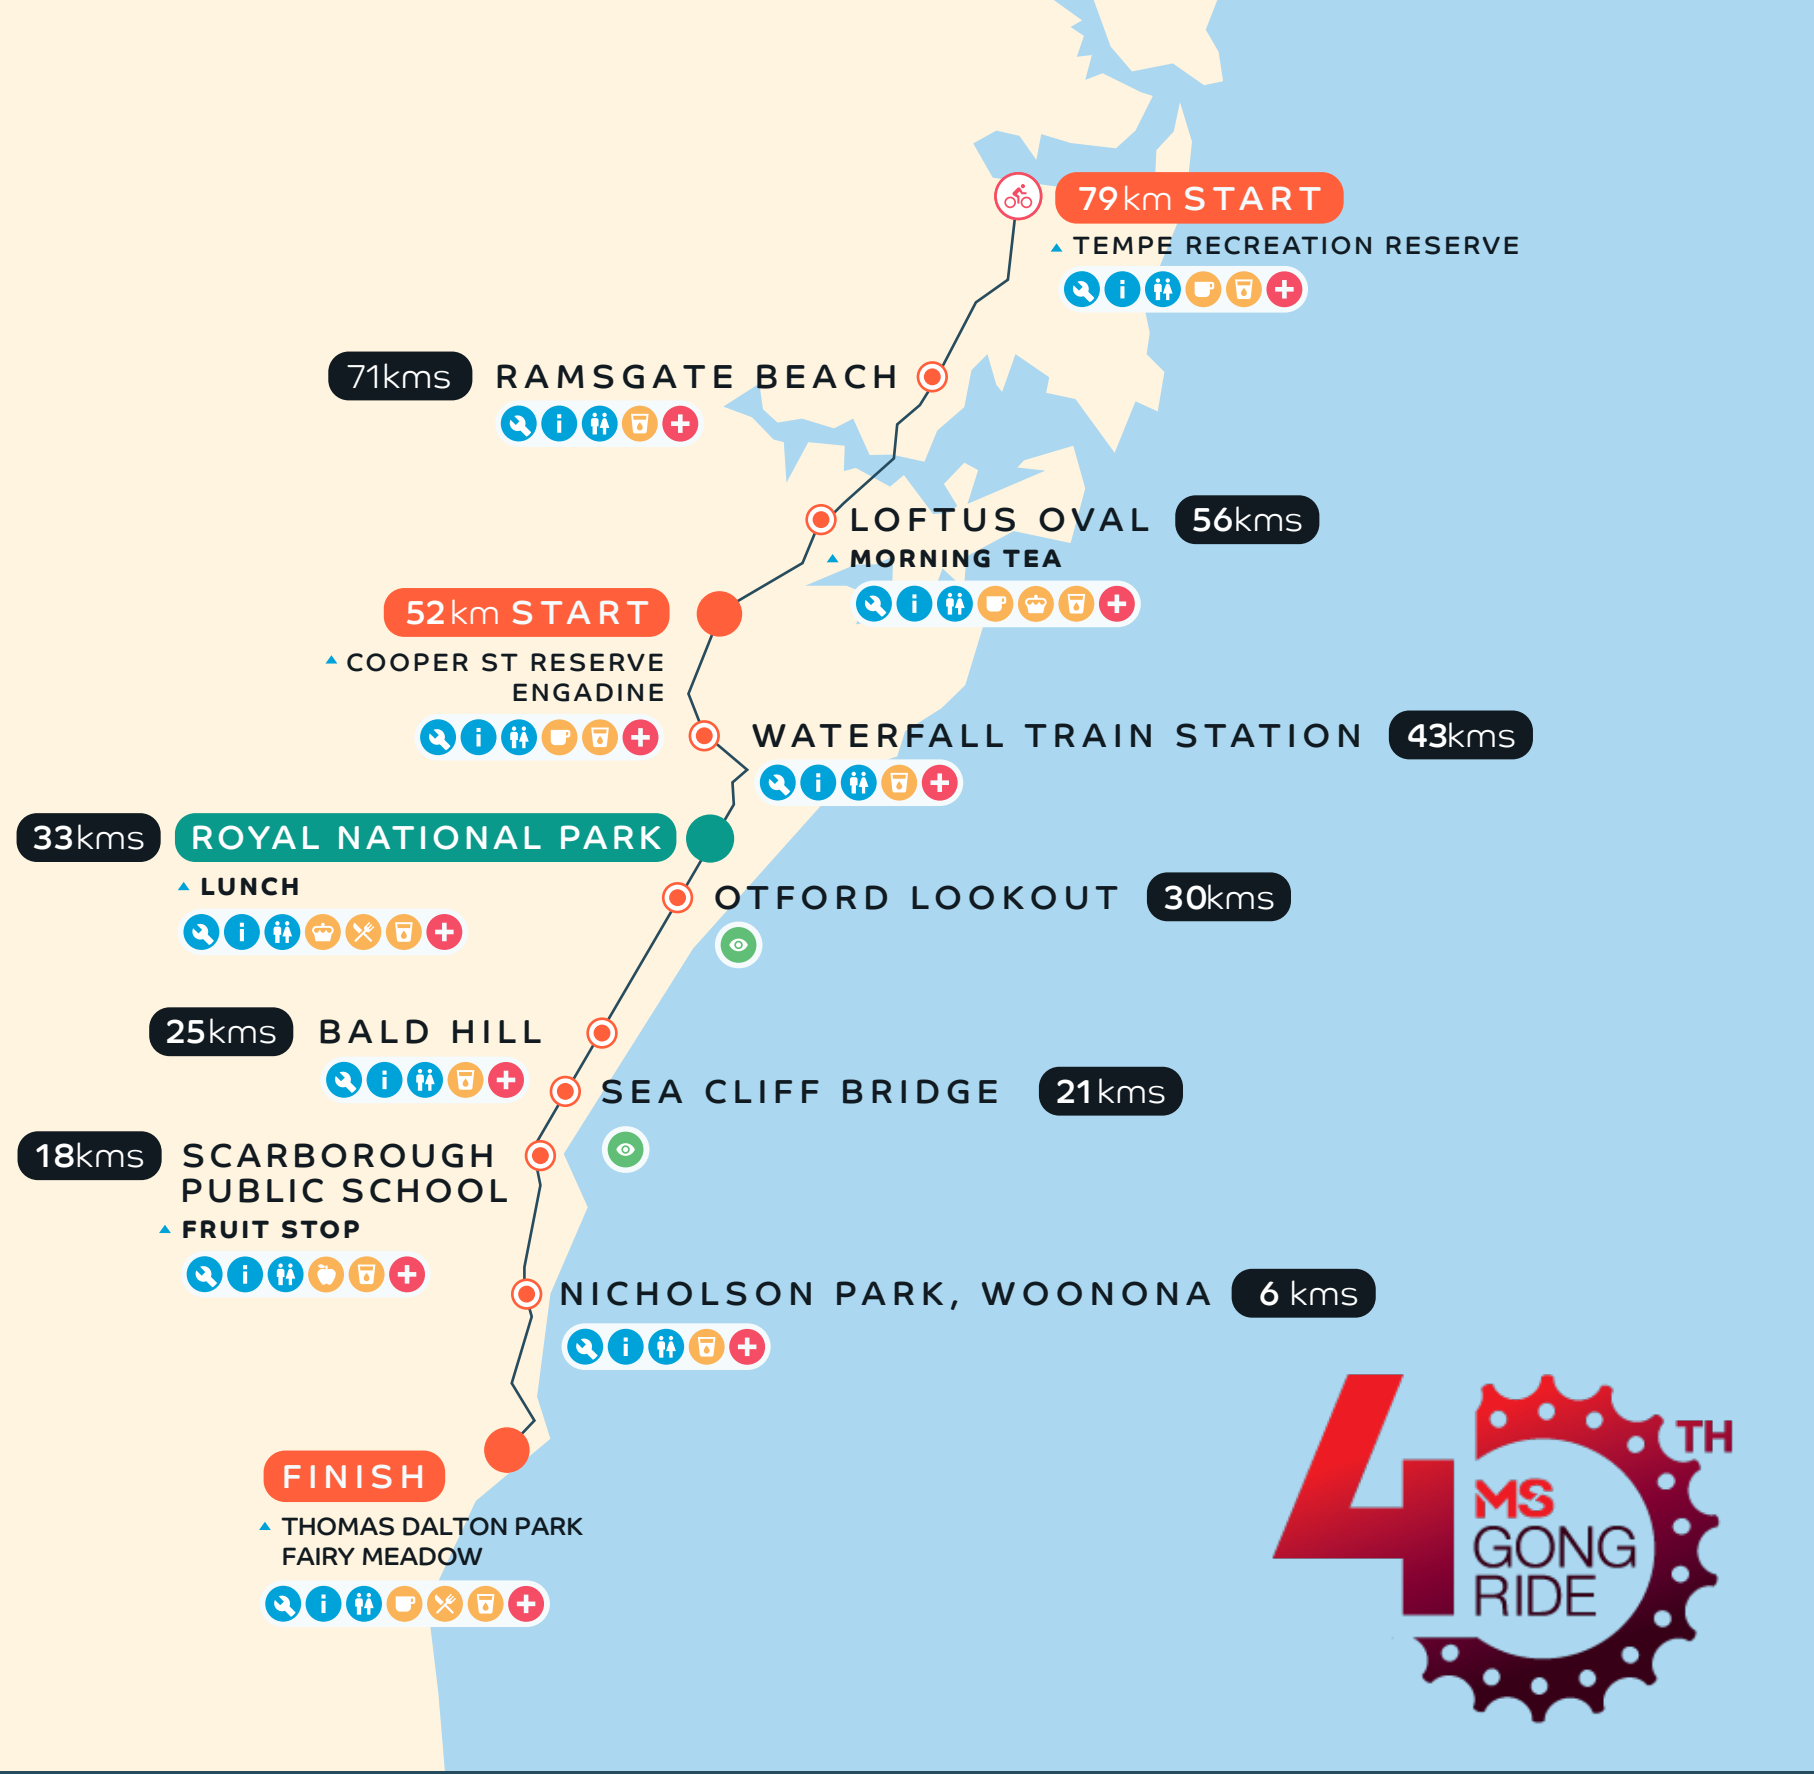 79km START
TEMPE RECREATION RESERVE
71kms RAMSGATE BEACH
LOFTUS OVAL 56kms
MORNING TEA
52km START
COOPER ST RESERVE
ENGADINE
WATERFALL TRAIN STATION 43kms
33kms ROYAL NATIONAL PARK
LUNCH
OTFORD LOOKOUT 30kms
25kms BALD HILL
SEA CLIFF BRIDGE 21kms
18kms SCARBOROUGH
PUBLIC SCHOOL
FRUIT STOP
NICHOLSON PARK, WOONONA 6 kms
FINISH
THOMAS DALTON PARK
FAIRY MEADOW
40TH
MS
GONG
RIDE